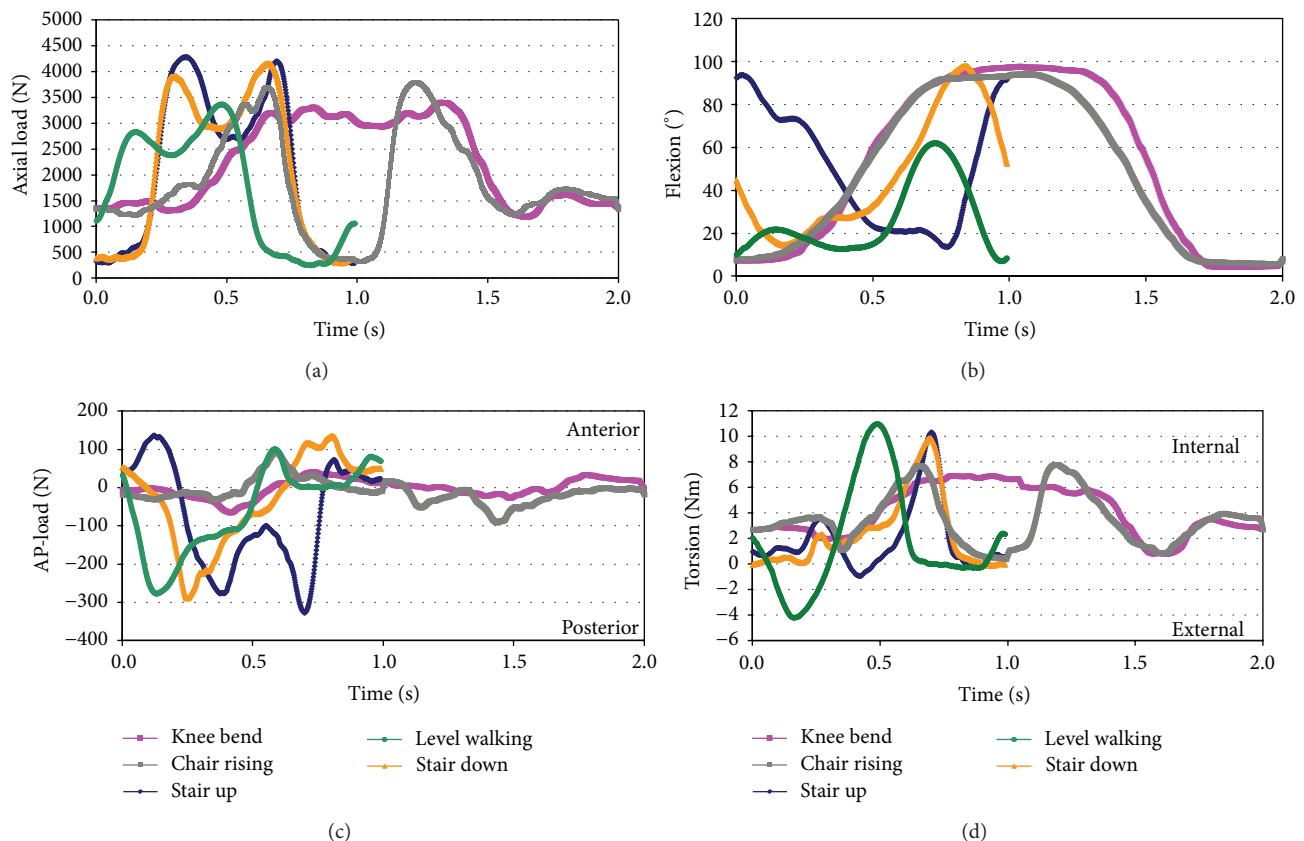 5000
4500
4000
3500
3000
2500
2000
1500
1000
500
0
Axial load (N)
0.0 0.5 1.0 1.5 2.0
Time (s)
(a)
120
100
80
60
40
20
0
Flexion (°)
0.0 0.5 1.0 1.5 2.0
Time (s)
(b)
200
100
0
−100
−200
−300
−400
AP-load (N)
Anterior
Posterior
0.0 0.5 1.0 1.5 2.0
Time (s)
Knee bend
Chair rising
Stair up
Level walking
Stair down
(c)
12
10
8
6
4
2
0
−2
−4
−6
Torsion (Nm)
Internal
External
0.0 0.5 1.0 1.5 2.0
Time (s)
Knee bend
Chair rising
Stair up
Level walking
Stair down
(d)